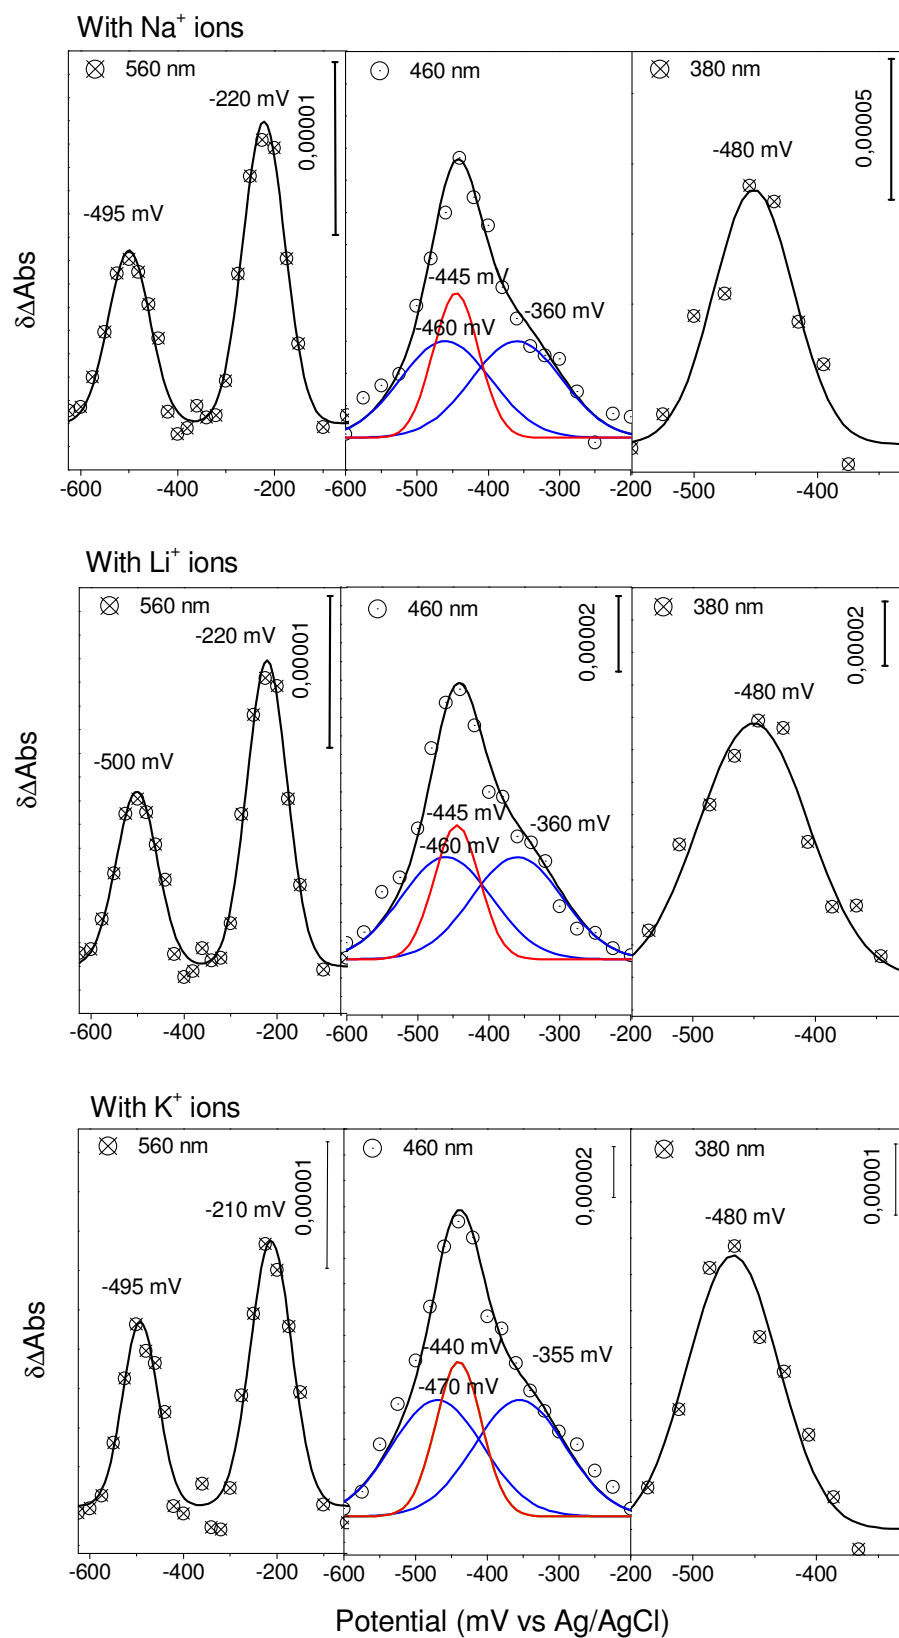 With Na⁺ ions
560 nm
-220 mV
-495 mV
0,00001
460 nm
-445 mV
-460 mV
-360 mV
380 nm
-480 mV
0,00005
δΔAbs
-600 -400 -200 -600 -500 -400 -300 -200 -500 -400
With Li⁺ ions
560 nm
-220 mV
-500 mV
0,00001
460 nm
-445 mV
-460 mV
-360 mV
0,00002
380 nm
-480 mV
0,00002
δΔAbs
-600 -400 -200 -600 -500 -400 -300 -200 -500 -400
With K⁺ ions
560 nm
-210 mV
-495 mV
0,00001
460 nm
-440 mV
-470 mV
-355 mV
0,00002
380 nm
-480 mV
0,00001
δΔAbs
-600 -400 -200 -600 -500 -400 -300 -200 -500 -400
Potential (mV vs Ag/AgCl)